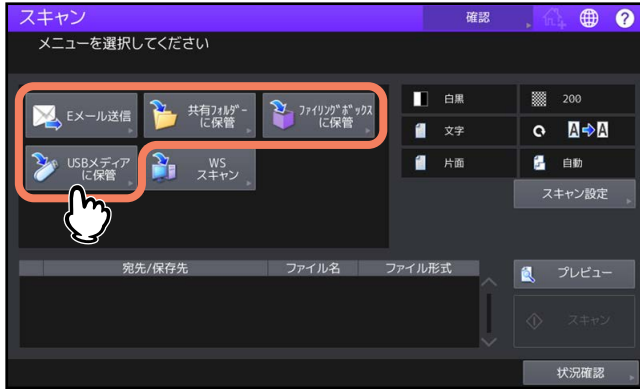 スキャン
確認
?
メニューを選択してください
Eメール送信
共有ﾌｫﾙﾀﾞｰ
に保管
ﾌｧｲﾘﾝｸﾞﾎﾞｯｸｽ
に保管
USBメディア
に保管
WS
スキャン
白黒
200
文字
A A
片面
自動
スキャン設定
宛先/保存先
ファイル名
ファイル形式
プレビュー
スキャン
状況確認